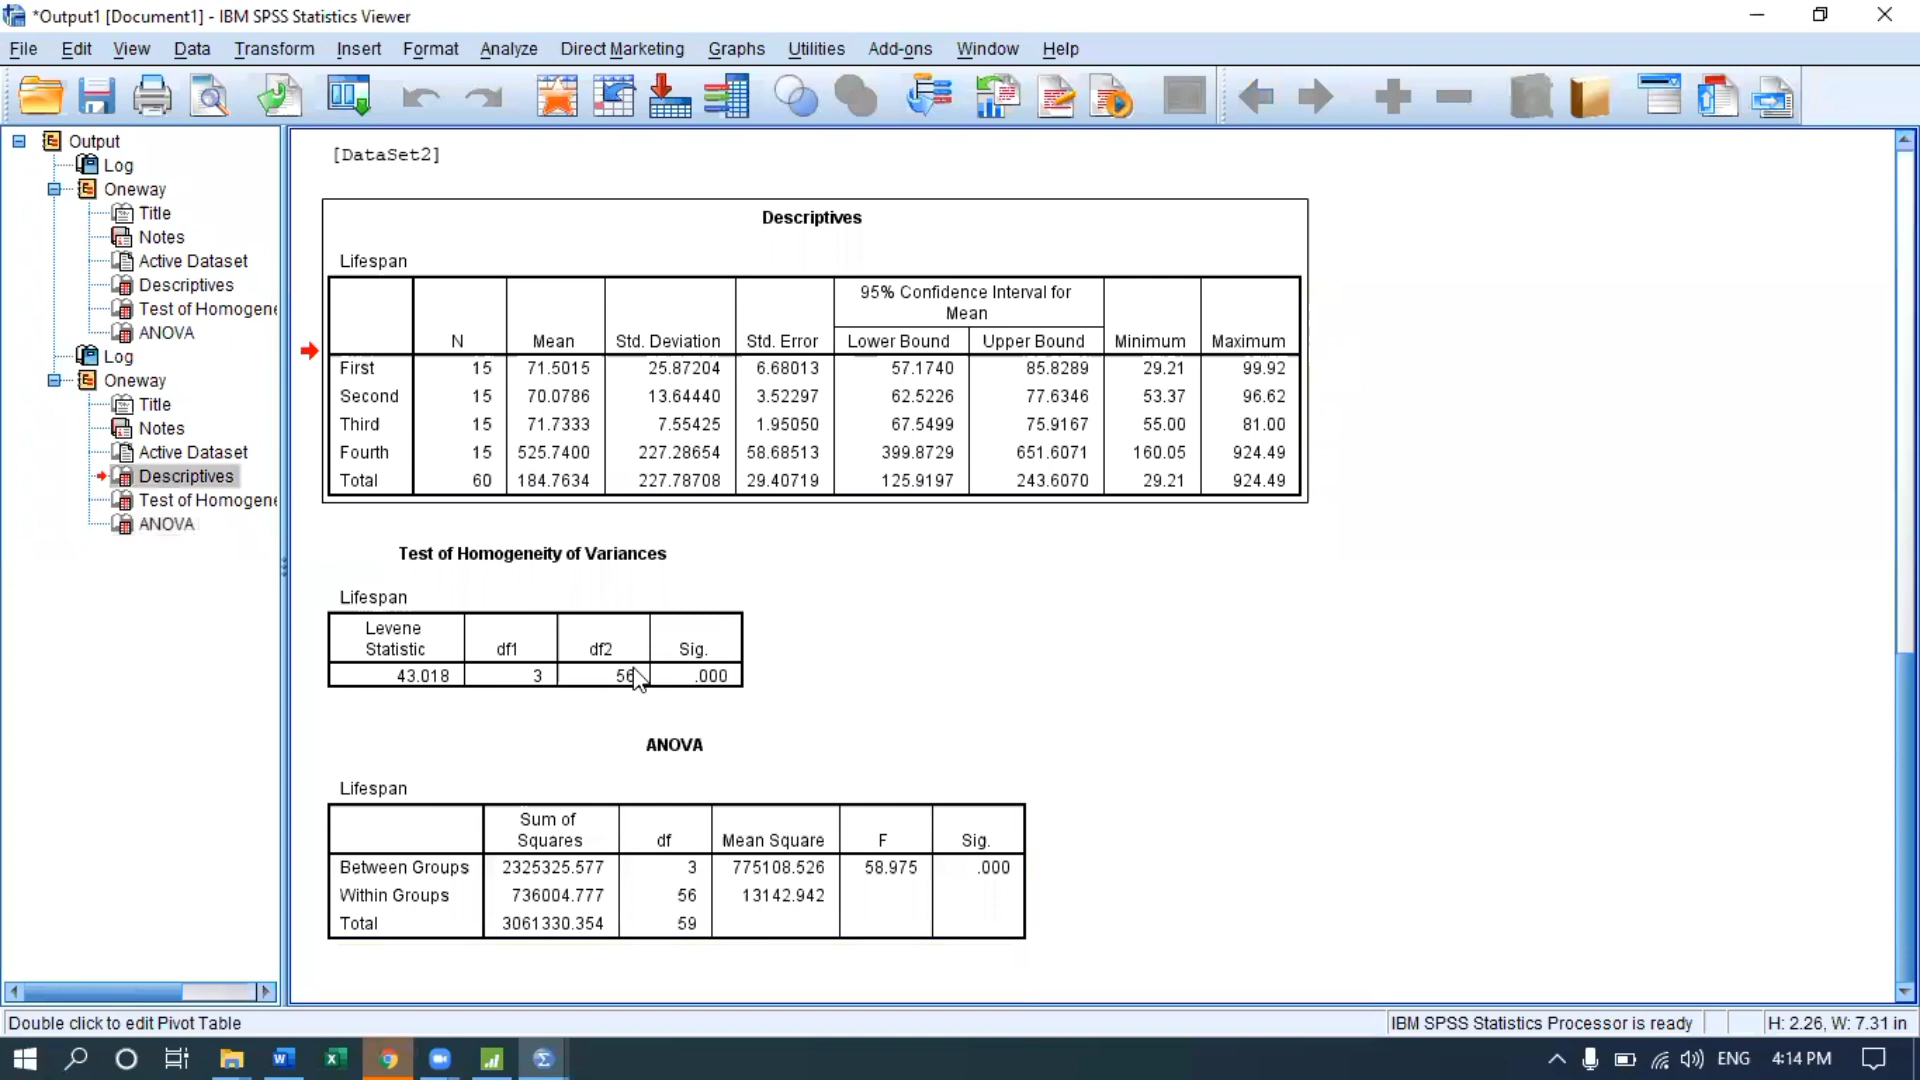 *Output1 [Document1] - IBM SPSS Statistics Viewer
File Edit View Data Transform Insert Format Analyze Direct Marketing Graphs Utilities Add-ons Window Help
Output
Log
Oneway
Title
Notes
Active Dataset
Descriptives
Test of Homogene
ANOVA
Log
Oneway
Title
Notes
Active Dataset
Descriptives
Test of Homogene
ANOVA
[DataSet2]
Descriptives
Lifespan
95% Confidence Interval for
Mean
N Mean Std. Deviation Std. Error Lower Bound Upper Bound Minimum Maximum
First 15 71.5015 25.87204 6.68013 57.1740 85.8289 29.21 99.92
Second 15 70.0786 13.64440 3.52297 62.5226 77.6346 53.37 96.62
Third 15 71.7333 7.55425 1.95050 67.5499 75.9167 55.00 81.00
Fourth 15 525.7400 227.28654 58.68513 399.8729 651.6071 160.05 924.49
Total 60 184.7634 227.78708 29.40719 125.9197 243.6070 29.21 924.49
Test of Homogeneity of Variances
Lifespan
Levene
Statistic df1 df2 Sig.
43.018 3 56 .000
ANOVA
Lifespan
Sum of
Squares df Mean Square F Sig.
Between Groups 2325325.577 3 775108.526 58.975 .000
Within Groups 736004.777 56 13142.942
Total 3061330.354 59
Double click to edit Pivot Table
IBM SPSS Statistics Processor is ready
H: 2.26, W: 7.31 in
ENG 4:14 PM